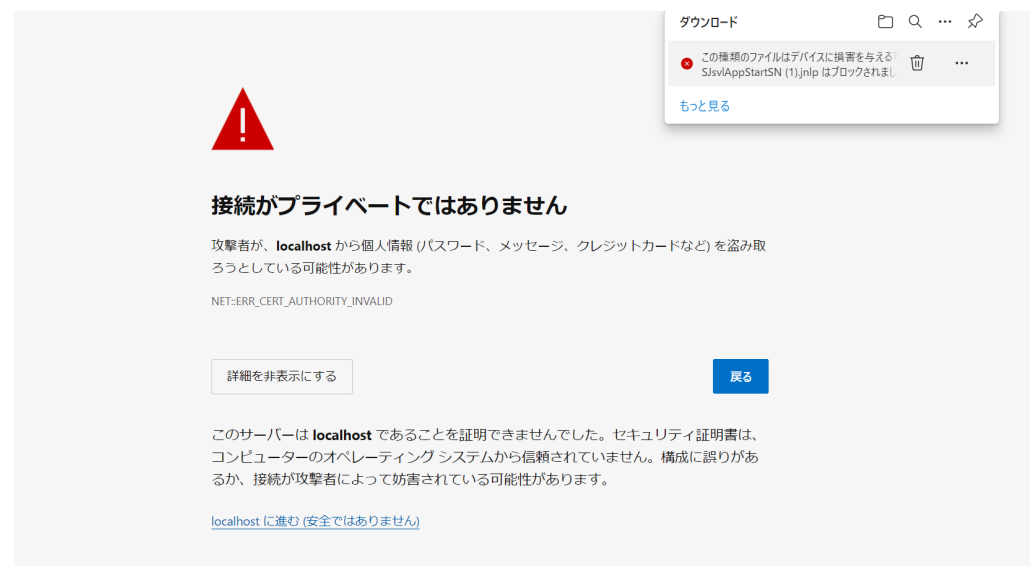 ダウンロード
この種類のファイルはデバイスに損害を与える
SJsvlAppStartSN (1).jnlp はブロックされまし
もっと見る
接続がプライベートではありません
攻撃者が、localhost から個人情報 (パスワード、メッセージ、クレジットカードなど) を盗み取
ろうとしている可能性があります。
NET::ERR_CERT_AUTHORITY_INVALID
詳細を非表示にする
戻る
このサーバーは localhost であることを証明できませんでした。セキュリティ証明書は、
コンピューターのオペレーティング システムから信頼されていません。構成に誤りがあ
るか、接続が攻撃者によって妨害されている可能性があります。
localhost に進む (安全ではありません)